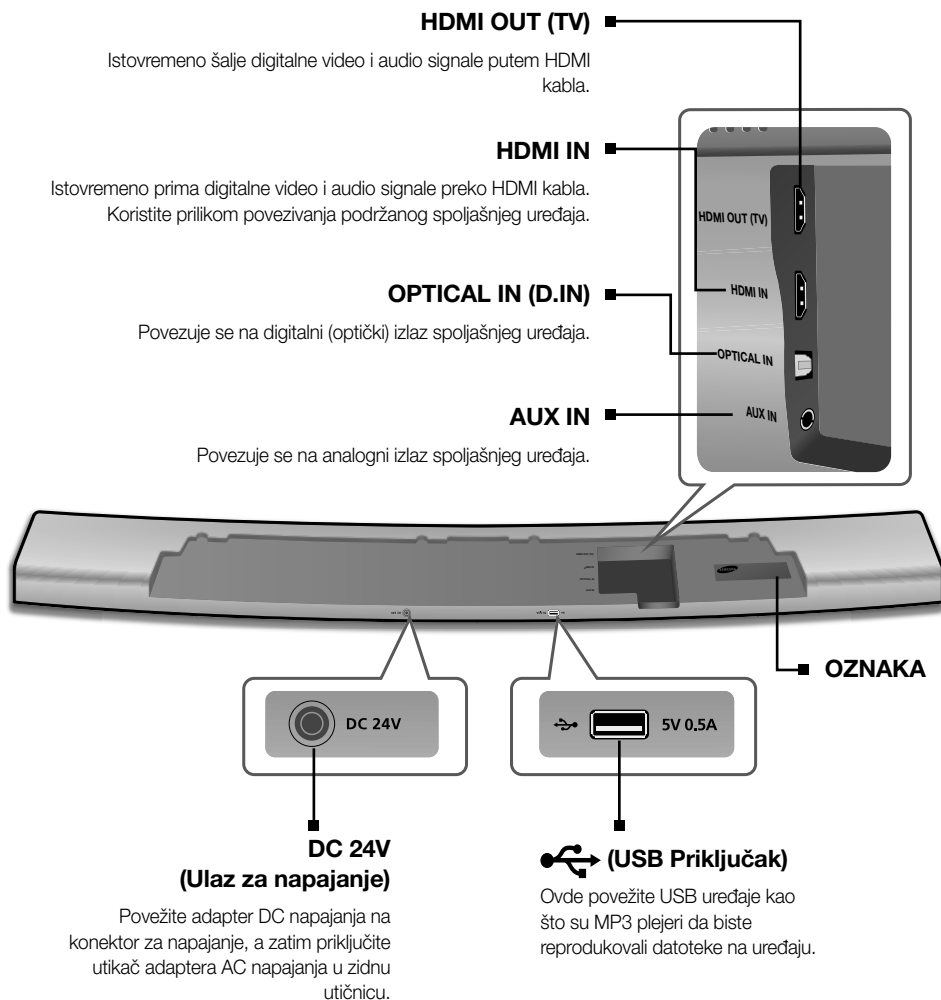 HDMI OUT (TV)
Istovremeno šalje digitalne video i audio signale putem HDMI
kabla.
HDMI IN
Istovremeno prima digitalne video i audio signale preko HDMI kabla.
Koristite prilikom povezivanja podržanog spoljašnjeg uređaja.
OPTICAL IN (D.IN)
Povezuje se na digitalni (optički) izlaz spoljašnjeg uređaja.
AUX IN
Povezuje se na analogni izlaz spoljašnjeg uređaja.
HDMI OUT (TV)
HDMI IN
OPTICAL IN
AUX IN
SAMSUNG
OZNAKA
DC 24V
5V 0.5A
DC 24V
(Ulaz za napajanje)
Povežite adapter DC napajanja na
konektor za napajanje, a zatim priključite
utikač adaptera AC napajanja u zidnu
utičnicu.
(USB Priključak)
Ovde povežite USB uređaje kao
što su MP3 plejeri da biste
reprodukovali datoteke na uređaju.